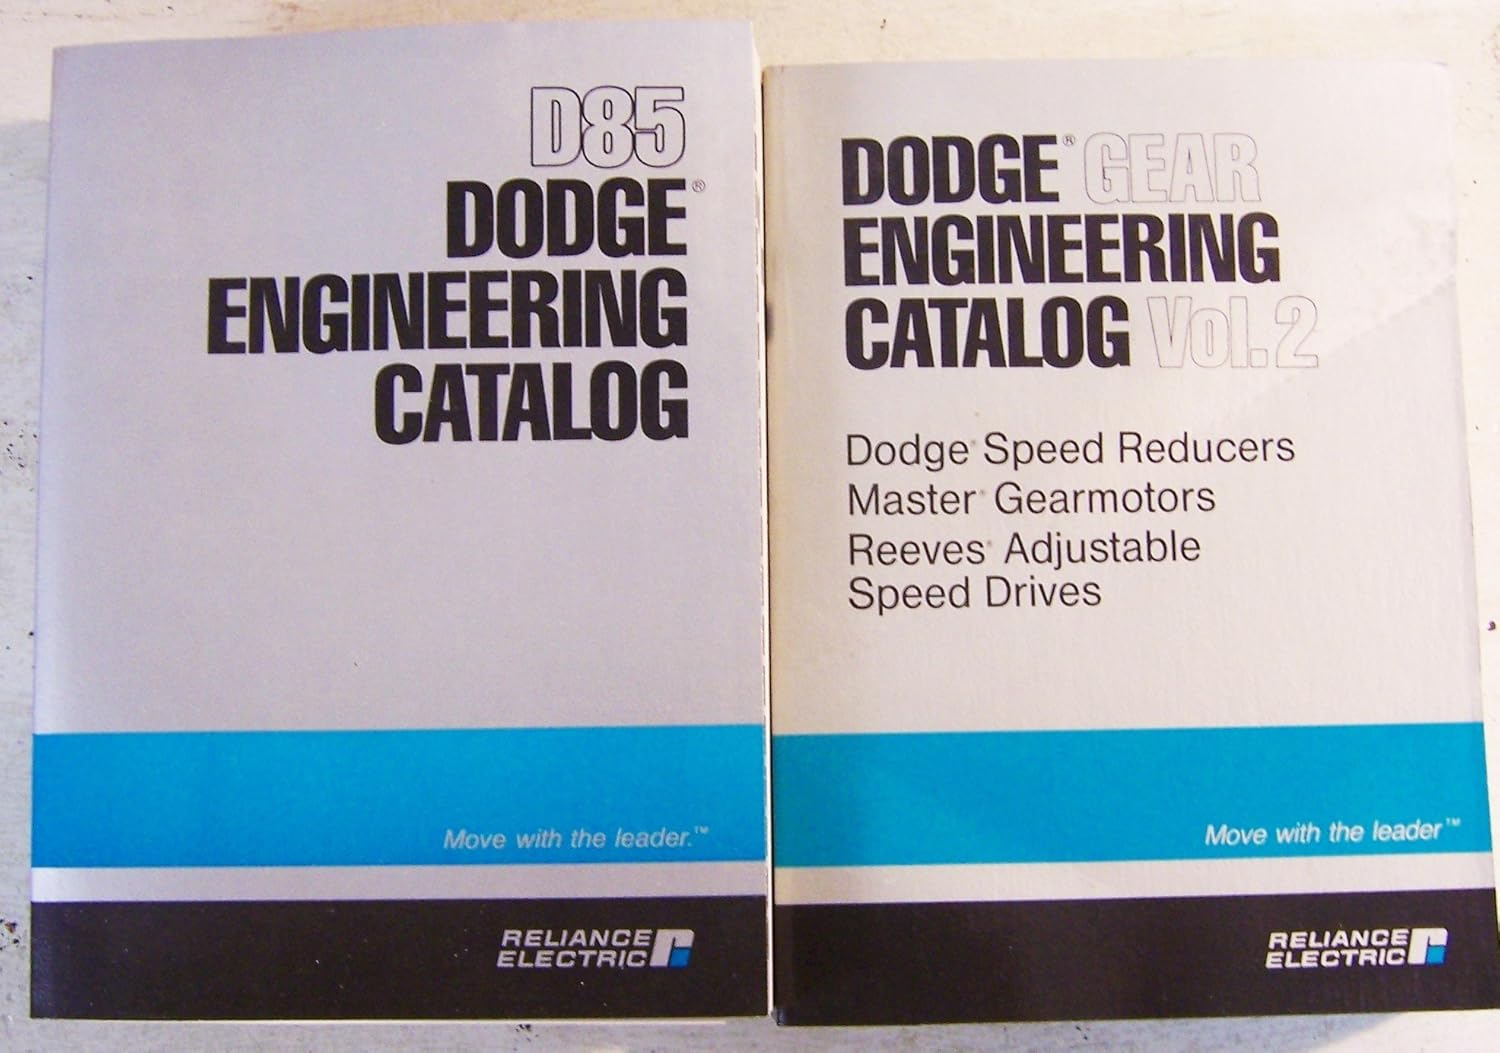 D85
DODGE®
ENGINEERING
CATALOG
Move with the leader.™
RELIANCE
ELECTRIC
DODGE® GEAR
ENGINEERING
CATALOG Vol.2
Dodge® Speed Reducers
Master® Gearmotors
Reeves® Adjustable
Speed Drives
Move with the leader™
RELIANCE
ELECTRIC